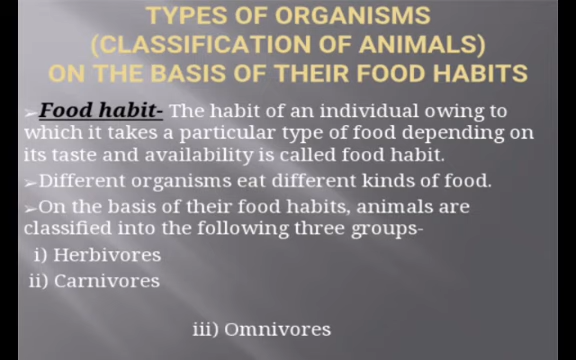 TYPES OF ORGANISMS
(CLASSIFICATION OF ANIMALS)
ON THE BASIS OF THEIR FOOD HABITS
➢Food habit- The habit of an individual owing to
which it takes a particular type of food depending on
its taste and availability is called food habit.
➢Different organisms eat different kinds of food.
➢On the basis of their food habits, animals are
classified into the following three groups-
i) Herbivores
ii) Carnivores
iii) Omnivores